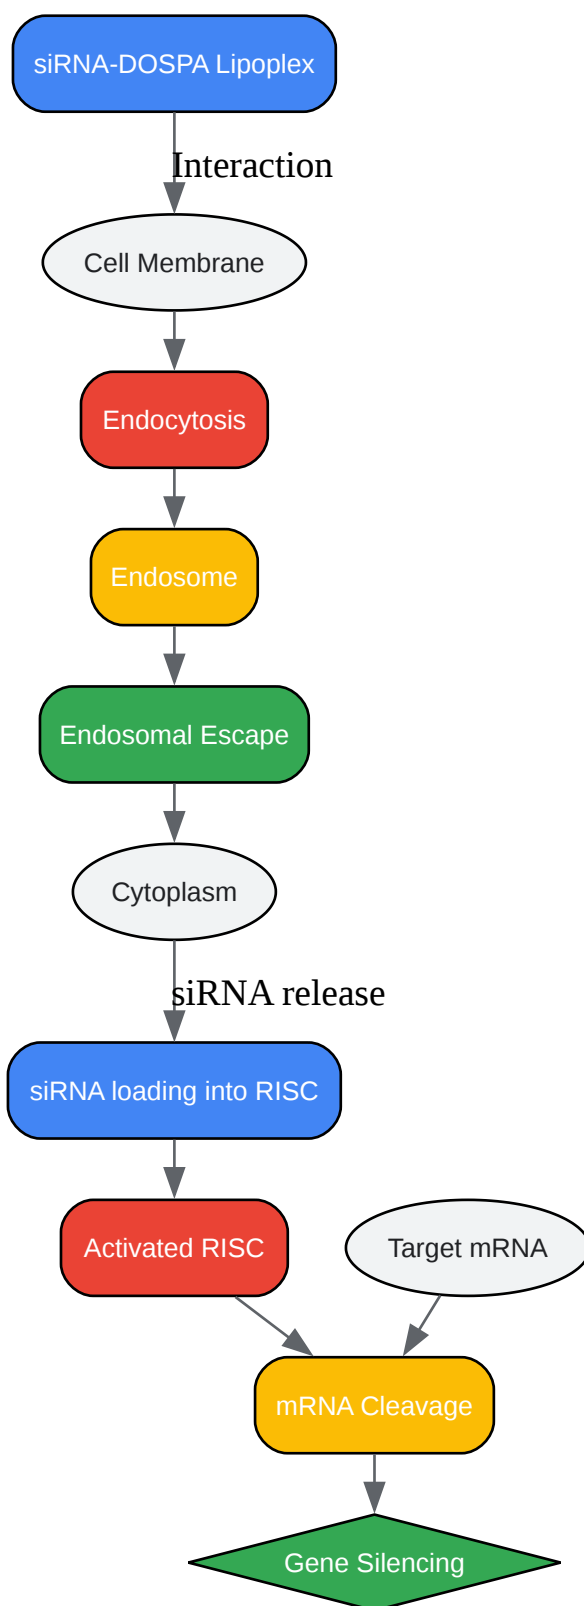 siRNA-DOSPA Lipoplex
Interaction
Cell Membrane
Endocytosis
Endosome
Endosomal Escape
Cytoplasm
siRNA release
siRNA loading into RISC
Activated RISC
Target mRNA
mRNA Cleavage
Gene Silencing